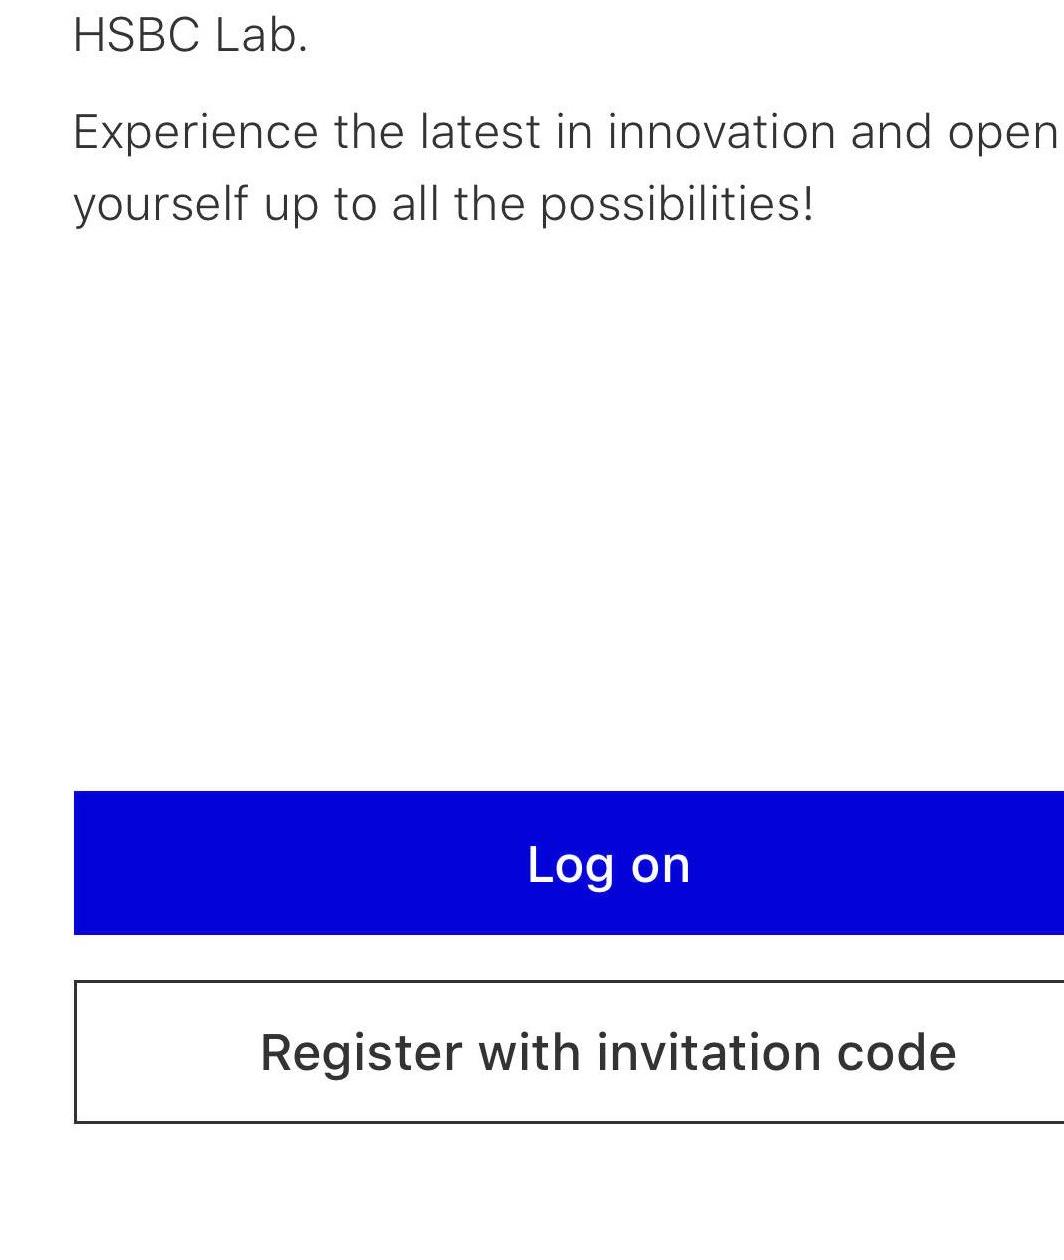 HSBC Lab.
Experience the latest in innovation and open
yourself up to all the possibilities!
Log on
Register with invitation code